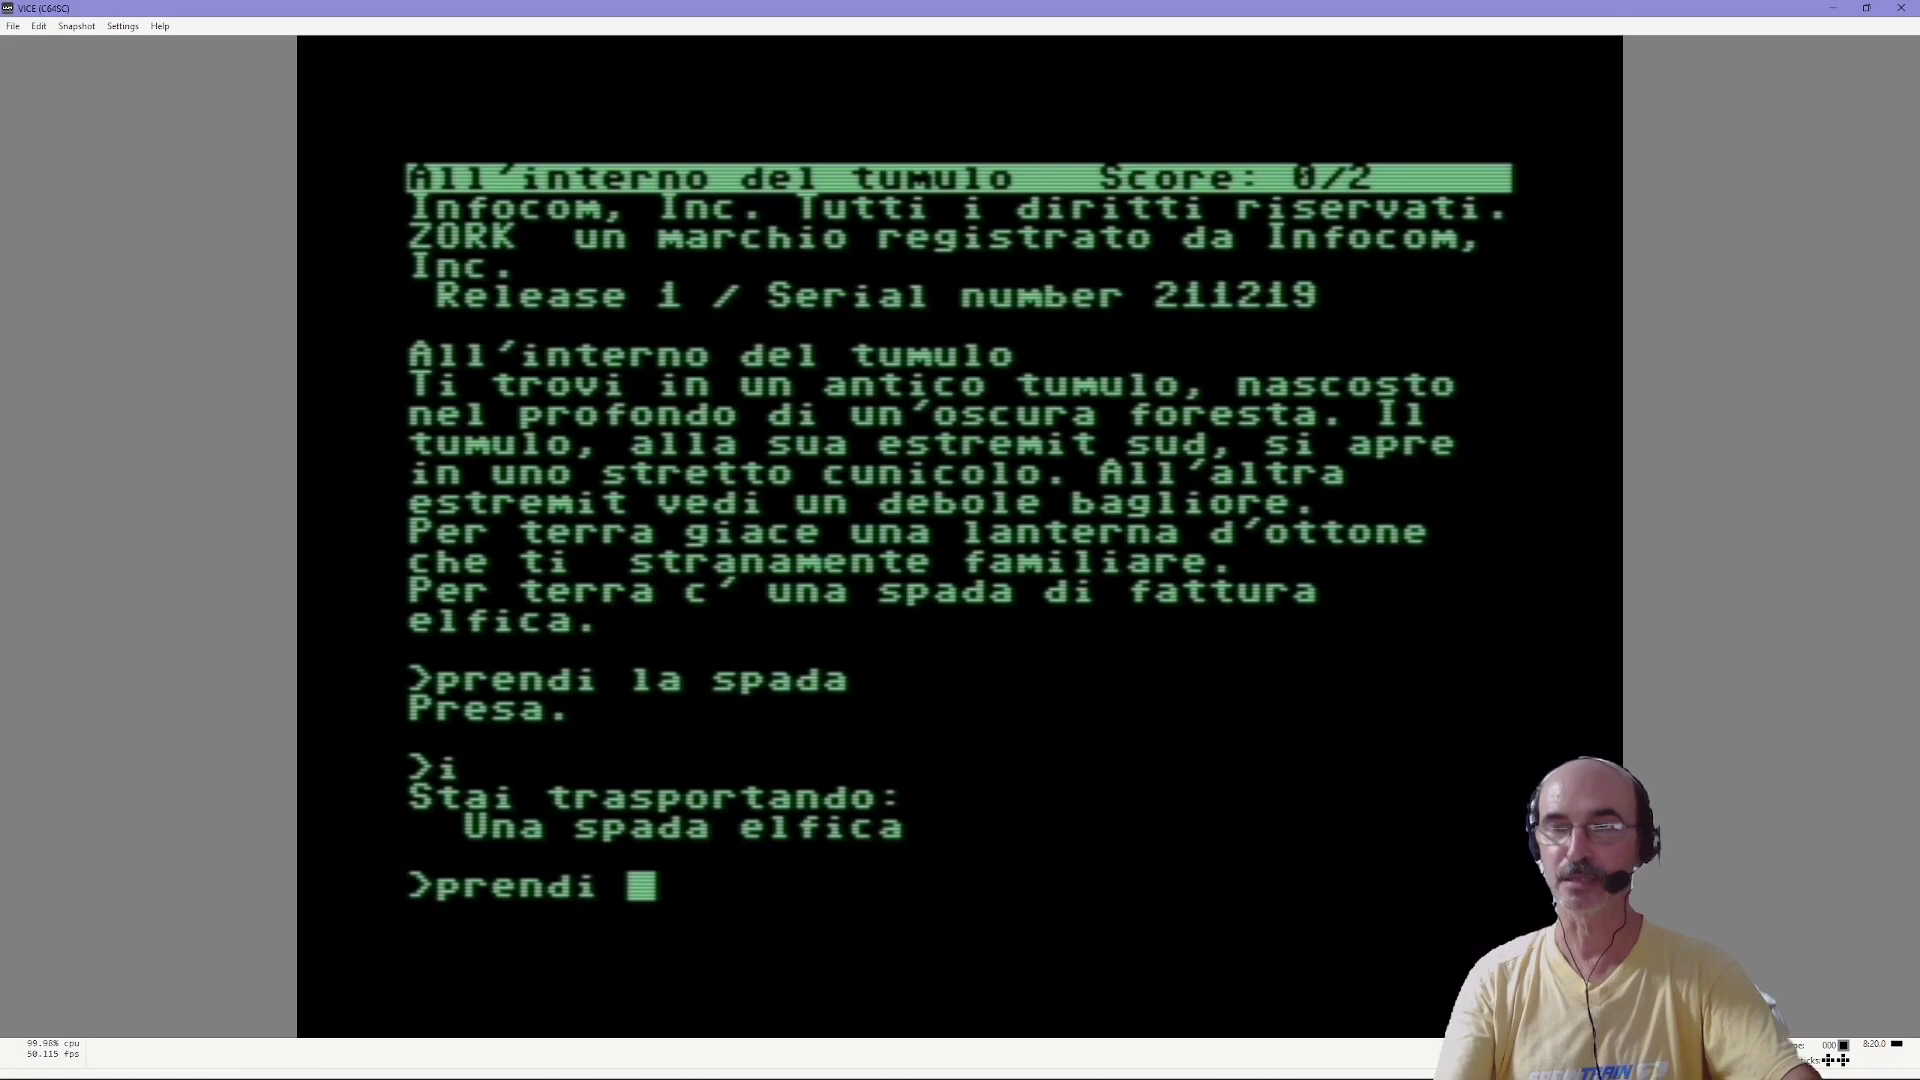 VICE (C64SC)
File Edit Snapshot Settings Help
All'interno del tumulo Score: 0/2
Infocom, Inc. Tutti i diritti riservati.
ZORK un marchio registrato da Infocom,
Inc.
Release 1 / Serial number 211219
All'interno del tumulo
Ti trovi in un antico tumulo, nascosto
nel profondo di un'oscura foresta. Il
tumulo, alla sua estremit sud, si apre
in uno stretto cunicolo. All'altra
estremit vedi un debole bagliore.
Per terra giace una lanterna d'ottone
che ti stranamente familiare.
Per terra c' una spada di fattura
elfica.
>prendi la spada
Presa.
>i
Stai trasportando:
Una spada elfica
>prendi
99.98% cpu
50.115 fps
000 8:20.0